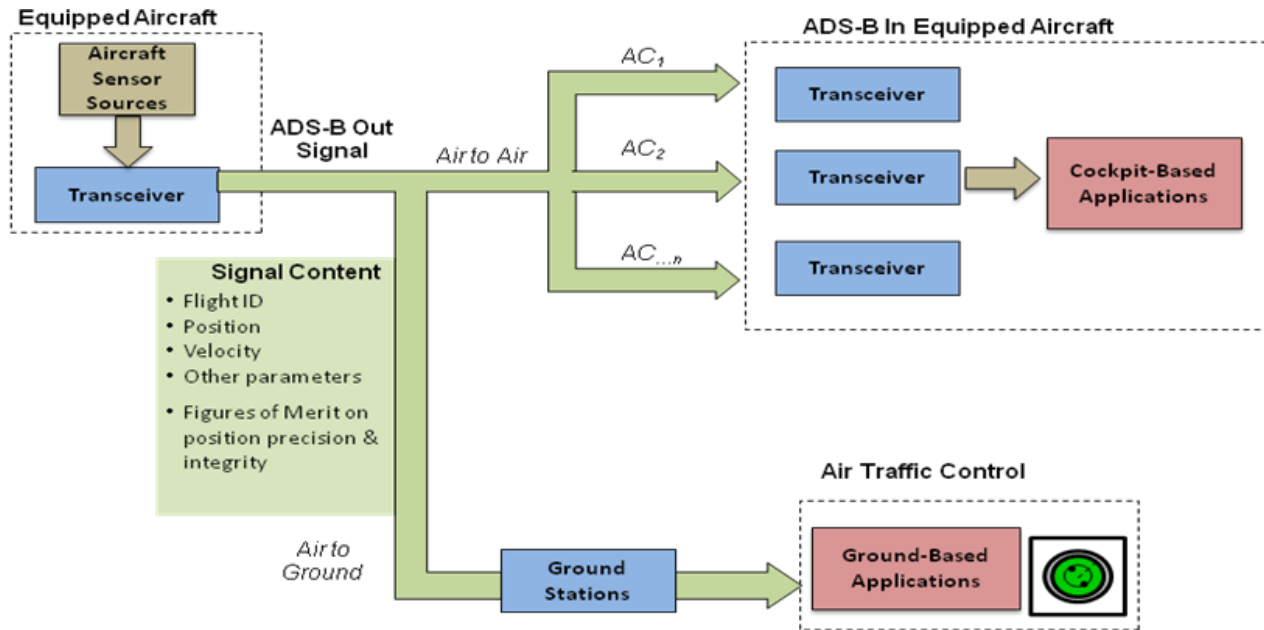 Equipped Aircraft
Aircraft
Sensor
Sources
Transceiver
ADS-B Out
Signal
Air to Air
AC1
AC2
AC...n
ADS-B In Equipped Aircraft
Transceiver
Transceiver
Transceiver
Cockpit-Based
Applications
Signal Content
• Flight ID
• Position
• Velocity
• Other parameters
• Figures of Merit on
position precision &
integrity
Air to
Ground
Ground
Stations
Air Traffic Control
Ground-Based
Applications